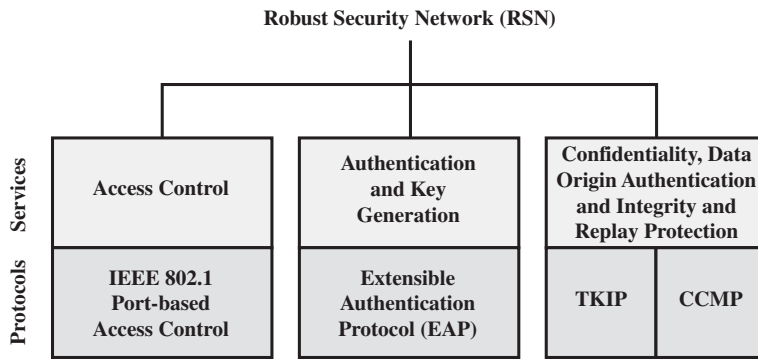 Robust Security Network (RSN)
Services
Access Control
Authentication
and Key
Generation
Confidentiality, Data
Origin Authentication
and Integrity and
Replay Protection
Protocols
IEEE 802.1
Port-based
Access Control
Extensible
Authentication
Protocol (EAP)
TKIP
CCMP